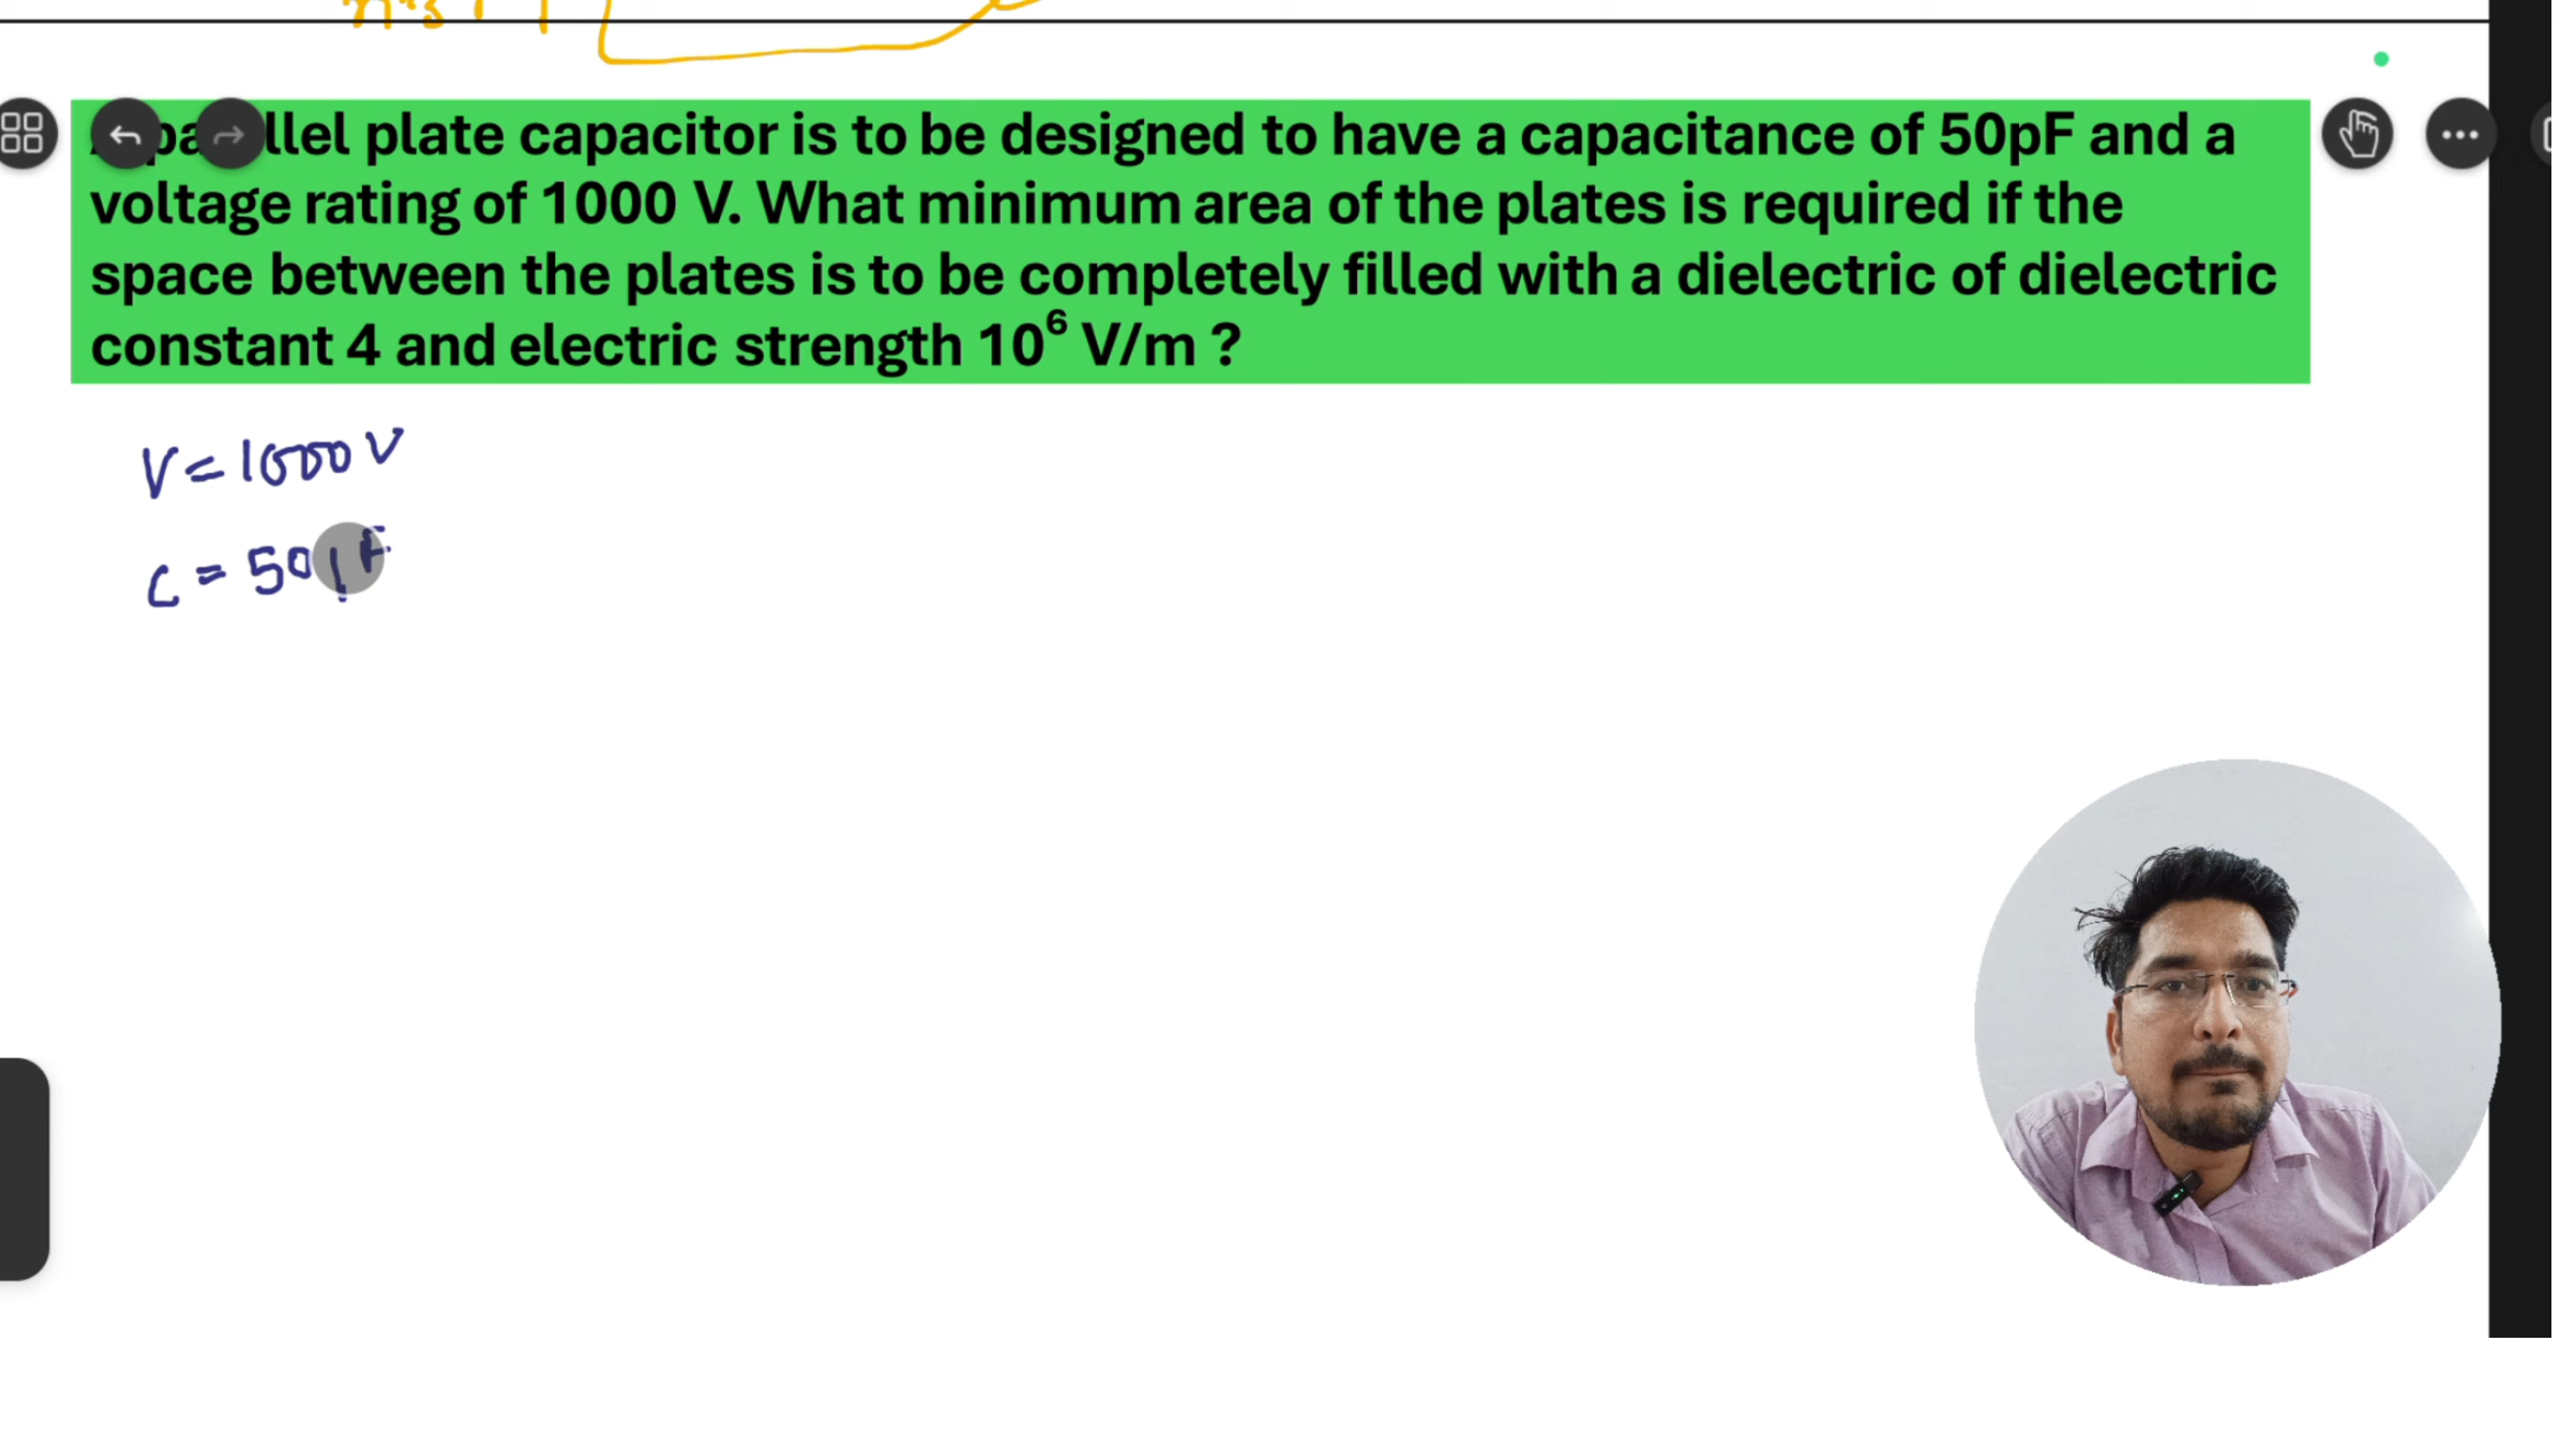 llel plate capacitor is to be designed to have a capacitance of 50pF and a
voltage rating of 1000 V. What minimum area of the plates is required if the
space between the plates is to be completely filled with a dielectric of dielectric
constant 4 and electric strength 10⁶ V/m ?
V = 1000 V
C = 50pF